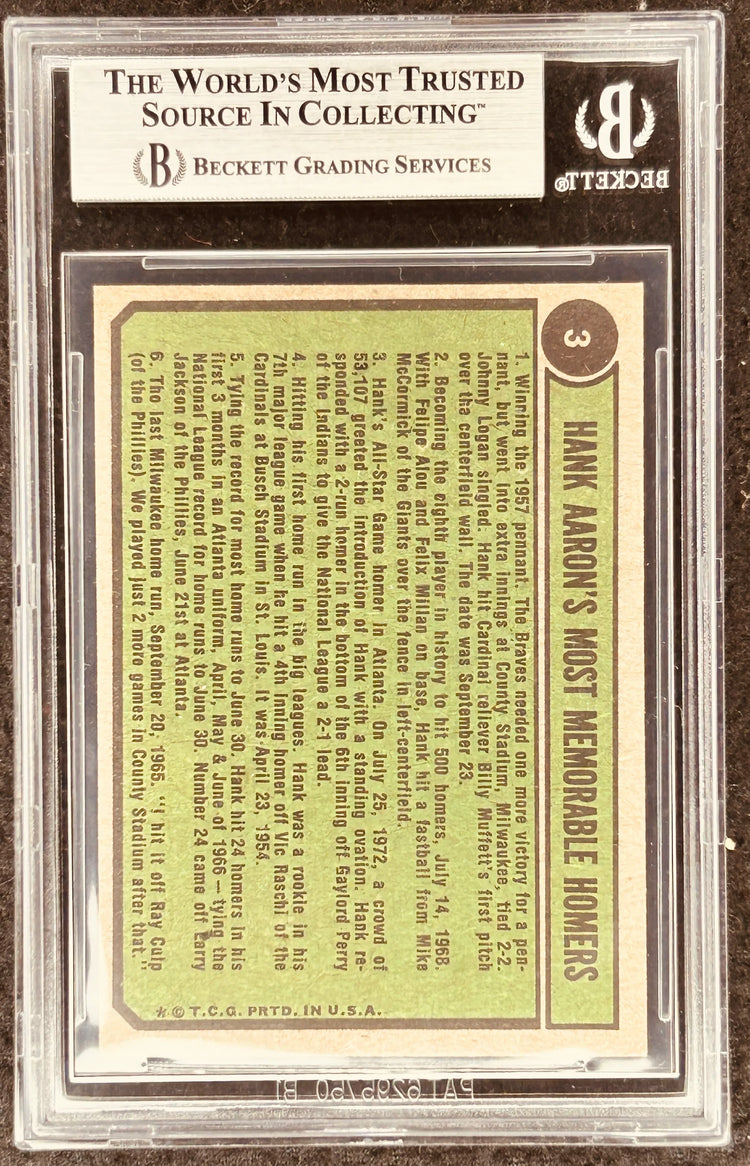 THE WORLD'S MOST TRUSTED
SOURCE IN COLLECTING™
B BECKETT GRADING SERVICES
B
BECKETT®
3
HANK AARON'S MOST MEMORABLE HOMERS
1. Winning the 1957 pennant. The Braves needed one more victory for a pen-
nant, but went into extra innings at County Stadium, Milwaukee, tied 2-2.
Johnny Logan singled. Hank hit Cardinal reliever Billy Muffett's first pitch
over the centerfield wall. The date was September 23.
2. Becoming the eighth player in history to hit 500 homers, July 14, 1968.
With Felipe Alou and Felix Millan on base, Hank hit a fastball from Mike
McCormick of the Giants over the fence in left-centerfield.
3. Hank's All-Star Game homer in Atlanta. On July 25, 1972, a crowd of
53,107 greeted the introduction of Hank with a standing ovation. Hank re-
sponded with a 2-run homer in the bottom of the 6th inning off Gaylord Perry
of the Indians to give the National League a 2-1 lead.
4. Hitting his first home run in the big leagues. Hank was a rookie in his
7th major league game when he hit a 4th inning homer off Vic Raschi of the
Cardinals at Busch Stadium in St. Louis. It was April 23, 1954.
5. Tying the record for most home runs to June 30. Hank hit 24 homers in his
first 3 months in an Atlanta uniform, April, May & June of 1966 — tying the
National League record for home runs to June 30. Number 24 came off Larry
Jackson of the Phillies, June 21st at Atlanta.
6. The last Milwaukee home run, September 20, 1965. "I hit it off Ray Culp
(of the Phillies). We played just 2 more games in County Stadium after that."
* © T.C.G. PRTD. IN U.S.A.